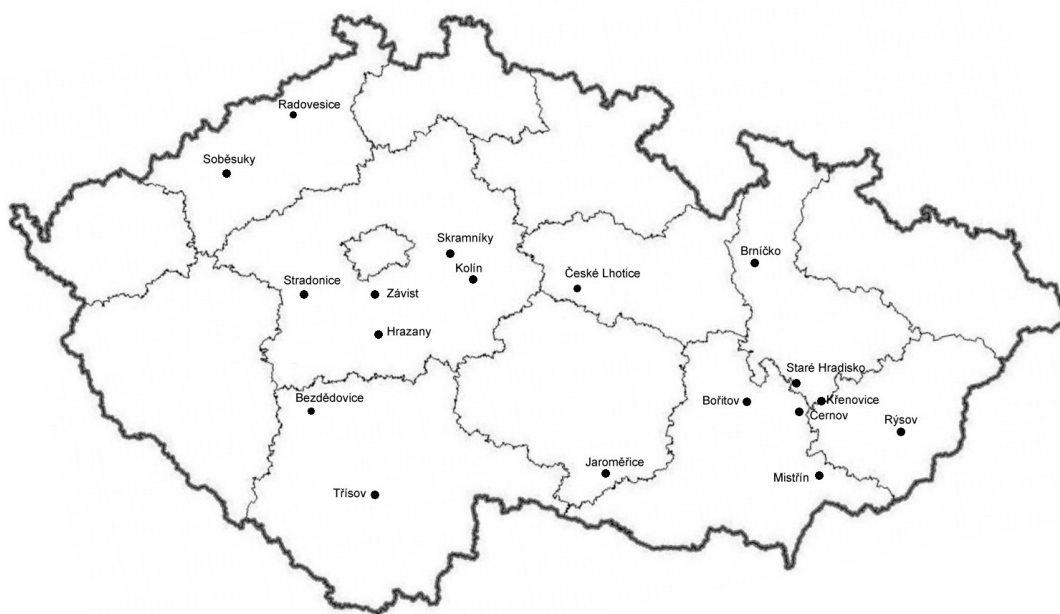 Radovesice
Soběsuky
Skramníky
Kolín
Brníčko
České Lhotice
Stradonice
Závist
Hrazany
Staré Hradisko
Bezdědovice
Bořitov
Křenovice
Černov
Rýsov
Jaroměřice
Mistřín
Třísov